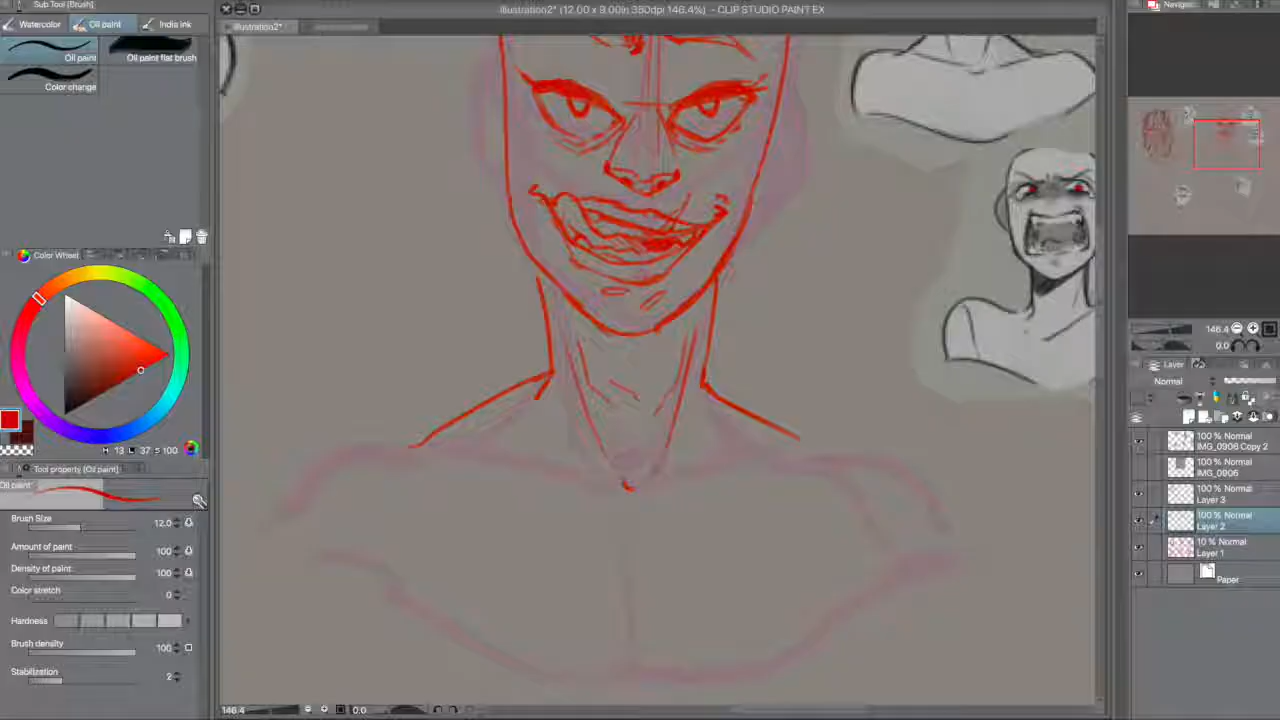 Sub Tool [Brush]
illustration2* (12.00 x 9.00in 350dpi 146.4%) - CLIP STUDIO PAINT EX
Navigat
Watercolor
Oil paint
India ink
illustration2*
Oil paint
Oil paint flat brush
Color change
Color Wheel
H 13 L 37 S 100
Tool property [Oil paint]
Oil paint
Brush Size 12.0
Amount of paint 100
Density of paint 100
Color stretch 0
Hardness
Brush density 100
Stabilization 2
146.4
0.0
146.4
0.0
Layer
Normal
100 % Normal
IMG_0906 Copy 2
100 % Normal
IMG_0906
100 % Normal
Layer 3
100 % Normal
Layer 2
10 % Normal
Layer 1
Paper